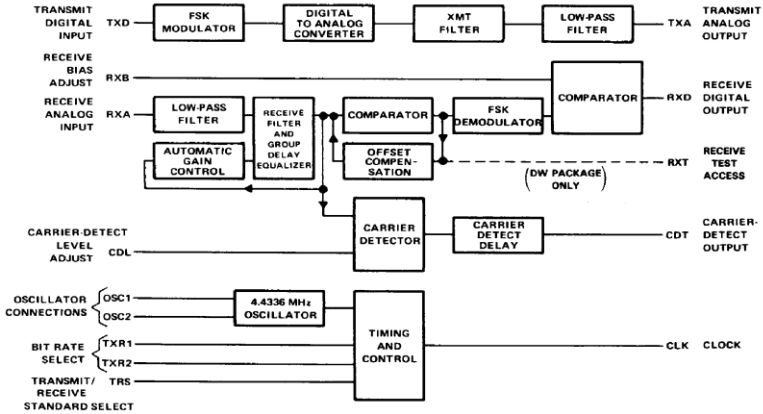 TRANSMIT
DIGITAL
INPUT
TXD
FSK
MODULATOR
DIGITAL
TO ANALOG
CONVERTER
XMT
FILTER
LOW-PASS
FILTER
TXA
TRANSMIT
ANALOG
OUTPUT
RECEIVE
BIAS
ADJUST
RXB
RECEIVE
ANALOG
INPUT
RXA
LOW-PASS
FILTER
RECEIVE
FILTER
AND
GROUP
DELAY
EQUALIZER
COMPARATOR
FSK
DEMODULATOR
COMPARATOR
RXD
RECEIVE
DIGITAL
OUTPUT
AUTOMATIC
GAIN
CONTROL
OFFSET
COMPEN-
SATION
(DW PACKAGE
ONLY)
RXT
RECEIVE
TEST
ACCESS
CARRIER-DETECT
LEVEL
ADJUST
CDL
CARRIER
DETECTOR
CARRIER
DETECT
DELAY
CDT
CARRIER-
DETECT
OUTPUT
OSCILLATOR
CONNECTIONS
OSC1
OSC2
4.4336 MHz
OSCILLATOR
BIT RATE
SELECT
TXR1
TXR2
TRANSMIT/
RECEIVE
STANDARD SELECT
TRS
TIMING
AND
CONTROL
CLK
CLOCK